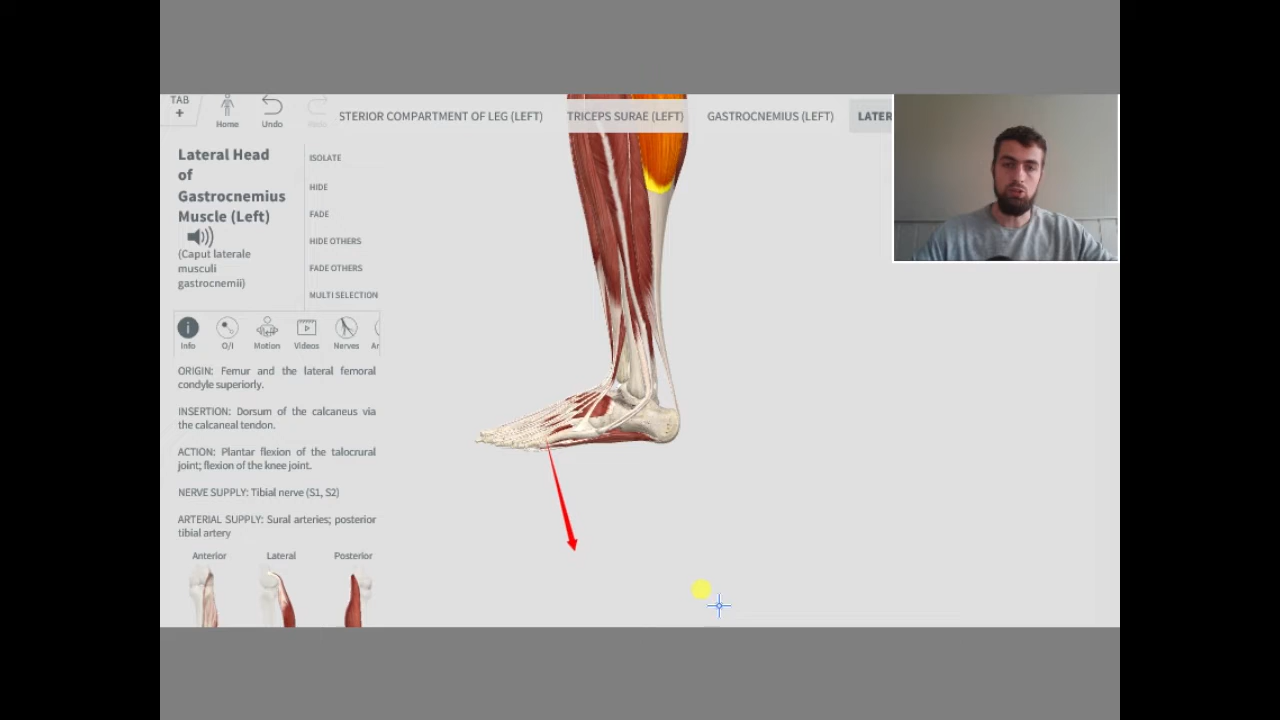 TAB
+
Home
Undo
STERIOR COMPARTMENT OF LEG (LEFT)
TRICEPS SURAE (LEFT)
GASTROCNEMIUS (LEFT)
LATER
Lateral Head
of
Gastrocnemius
Muscle (Left)
(Caput laterale
musculi
gastrocnemii)
ISOLATE
HIDE
FADE
HIDE OTHERS
FADE OTHERS
MULTI SELECTION
Info
O/I
Motion
Videos
Nerves
Ar
ORIGIN: Femur and the lateral femoral
condyle superiorly.
INSERTION: Dorsum of the calcaneus via
the calcaneal tendon.
ACTION: Plantar flexion of the talocrural
joint; flexion of the knee joint.
NERVE SUPPLY: Tibial nerve (S1, S2)
ARTERIAL SUPPLY: Sural arteries; posterior
tibial artery
Anterior
Lateral
Posterior